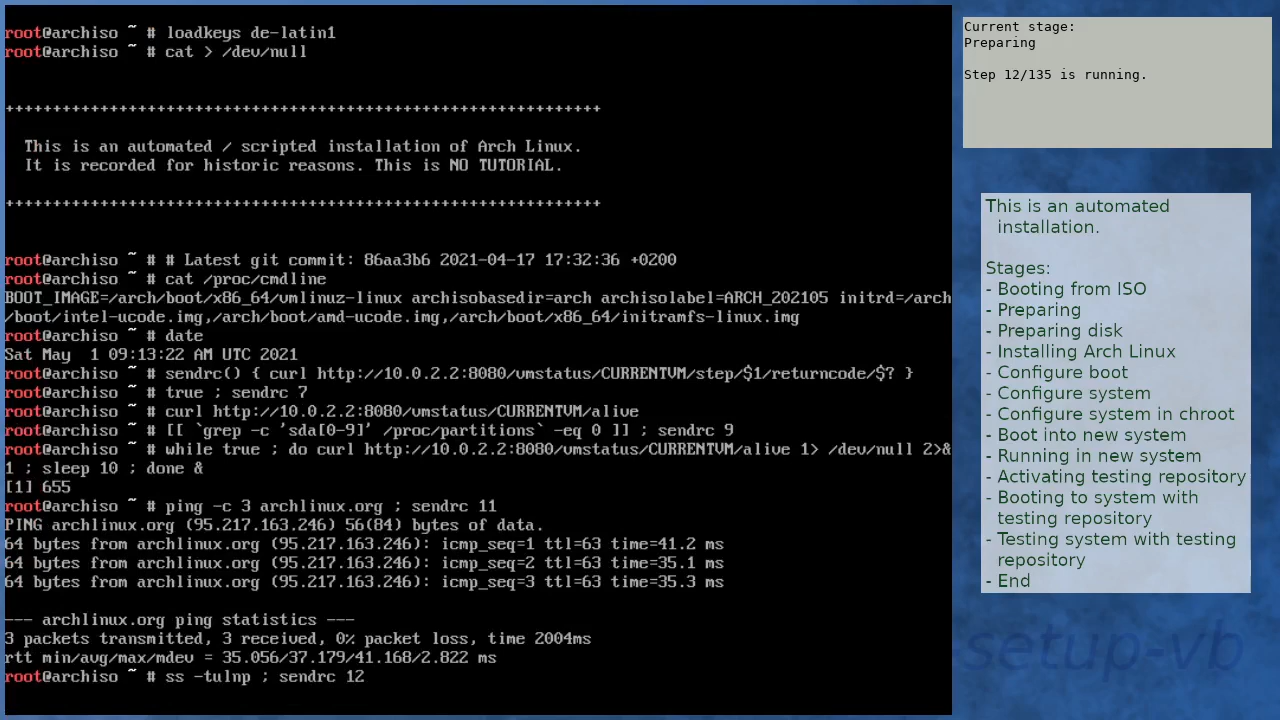 root@archiso ~ # loadkeys de-latin1
root@archiso ~ # cat > /dev/null
+++++++++++++++++++++++++++++++++++++++++++++++++++++++++++++++
This is an automated / scripted installation of Arch Linux.
It is recorded for historic reasons. This is NO TUTORIAL.
+++++++++++++++++++++++++++++++++++++++++++++++++++++++++++++++
root@archiso ~ # # Latest git commit: 86aa3b6 2021-04-17 17:32:36 +0200
root@archiso ~ # cat /proc/cmdline
BOOT_IMAGE=/arch/boot/x86_64/vmlinuz-linux archisobasedir=arch archisolabel=ARCH_202105 initrd=/arch
/boot/intel-ucode.img,/arch/boot/amd-ucode.img,/arch/boot/x86_64/initramfs-linux.img
root@archiso ~ # date
Sat May  1 09:13:22 AM UTC 2021
root@archiso ~ # sendrc() { curl http://10.0.2.2:8080/vmstatus/CURRENTVM/step/$1/returncode/$? }
root@archiso ~ # true ; sendrc 7
root@archiso ~ # curl http://10.0.2.2:8080/vmstatus/CURRENTVM/alive
root@archiso ~ # [[ `grep -c 'sda[0-9]' /proc/partitions` -eq 0 ]] ; sendrc 9
root@archiso ~ # while true ; do curl http://10.0.2.2:8080/vmstatus/CURRENTVM/alive 1> /dev/null 2>&
1 ; sleep 10 ; done &
[1] 655
root@archiso ~ # ping -c 3 archlinux.org ; sendrc 11
PING archlinux.org (95.217.163.246) 56(84) bytes of data.
64 bytes from archlinux.org (95.217.163.246): icmp_seq=1 ttl=63 time=41.2 ms
64 bytes from archlinux.org (95.217.163.246): icmp_seq=2 ttl=63 time=35.1 ms
64 bytes from archlinux.org (95.217.163.246): icmp_seq=3 ttl=63 time=35.3 ms
--- archlinux.org ping statistics ---
3 packets transmitted, 3 received, 0% packet loss, time 2004ms
rtt min/avg/max/mdev = 35.056/37.179/41.168/2.822 ms
root@archiso ~ # ss -tulnp ; sendrc 12
Current stage:
Preparing
Step 12/135 is running.
This is an automated
installation.
Stages:
- Booting from ISO
- Preparing
- Preparing disk
- Installing Arch Linux
- Configure boot
- Configure system
- Configure system in chroot
- Boot into new system
- Running in new system
- Activating testing repository
- Booting to system with
testing repository
- Testing system with testing
repository
- End
-setup-vb